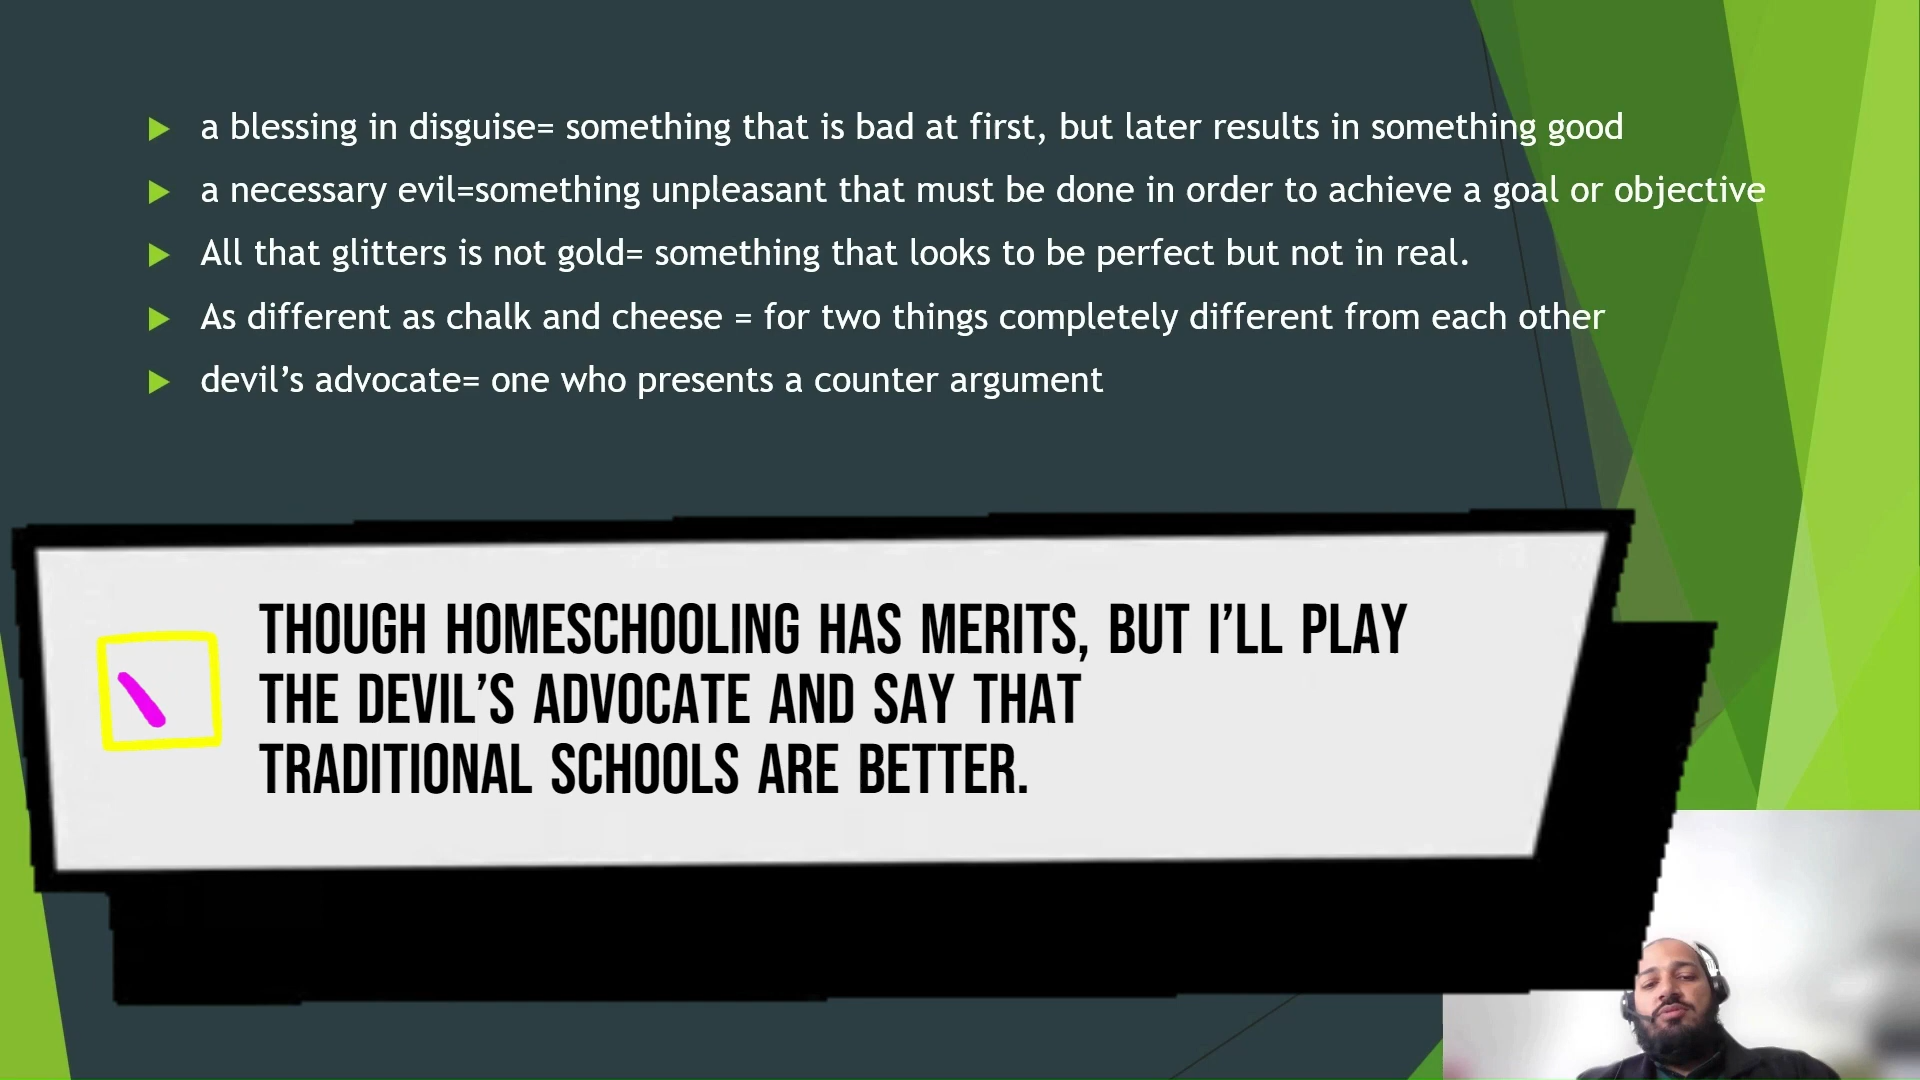 a blessing in disguise= something that is bad at first, but later results in something good
a necessary evil=something unpleasant that must be done in order to achieve a goal or objective
All that glitters is not gold= something that looks to be perfect but not in real.
As different as chalk and cheese = for two things completely different from each other
devil’s advocate= one who presents a counter argument
THOUGH HOMESCHOOLING HAS MERITS, BUT I’LL PLAY
THE DEVIL’S ADVOCATE AND SAY THAT
TRADITIONAL SCHOOLS ARE BETTER.